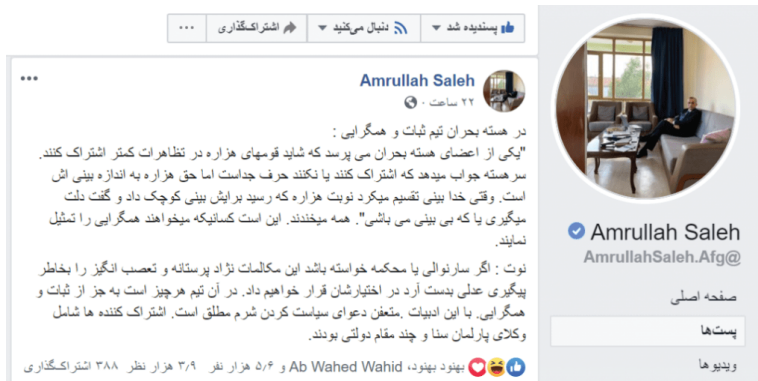 پسندیده شد
دنبال می‌کنید
اشتراک‌گذاری
Amrullah Saleh
۲۲ ساعت ·
در هسته بحران تیم ثبات و همگرایی :
"یکی از اعضای هسته بحران می پرسد که شاید قومهای هزاره در تظاهرات کمتر اشتراک کنند.
سرهسته جواب میدهد که اشتراک کنند یا نکنند حرف جداست اما حق هزاره به اندازه بینی اش
است. وقتی خدا بینی تقسیم میکرد نوبت هزاره که رسید برایش بینی کوچک داد و گفت دلت
میگیری یا که بی بینی می باشی". همه میخندند. این است کسانیکه میخواهند همگرایی را تمثیل
نمایند.
نوت : اگر سارنوالی یا محکمه خواسته باشد این مکالمات نژاد پرستانه و تعصب انگیز را بخاطر
پیگیری عدلی بدست آرد در اختیارشان قرار خواهیم داد. در آن تیم هرچیز است به جز از ثبات و
همگرایی. با این ادبیات .متعفن دعوای سیاست کردن شرم مطلق است. اشتراک کننده ها شامل
وکلای پارلمان سنا و چند مقام دولتی بودند.
بهنود بهنود، Ab Wahed Wahid و ۵٫۶ هزار نفر ۳٫۹ هزار نظر ۳۸۸ اشتراک‌گذاری
Amrullah Saleh
@AmrullahSaleh.Afg
صفحه اصلی
پست‌ها
ویدیوها